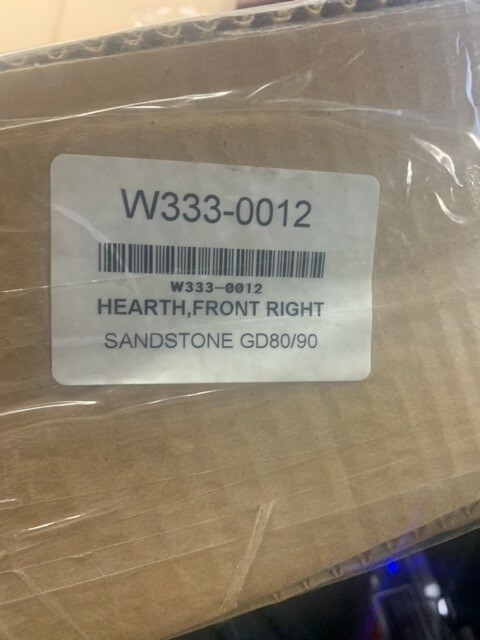 W333-0012
W333-0012
HEARTH,FRONT RIGHT
SANDSTONE GD80/90